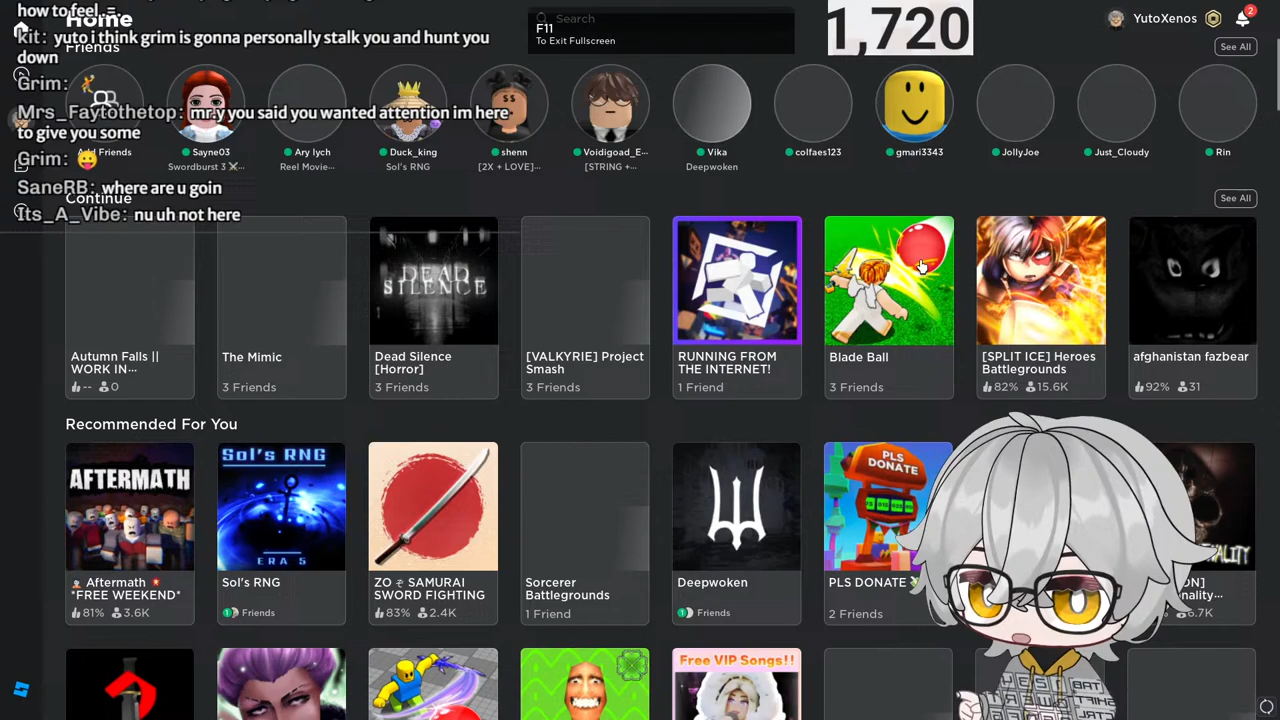 how to feel =
Home
Search
F11
To Exit Fullscreen
1,720
YutoXenos
2
kit: yuto i think grim is gonna personally stalk you and hunt you
down
Friends
See All
Grim:
Mrs_Faytothetop: mr.y you said you wanted attention im here
to give you some
Grim: 😛
SaneRB: where are u goin
Its_A_Vibe: nu uh not here
Add Friends
Sayne03
Swordburst 3 ⚔...
Ary lych
Reel Movie...
Duck_king
Sol's RNG
shenn
[2X + LOVE]...
Voidigoad_E...
[STRING +...
Vika
Deepwoken
colfaes123
gmari3343
JollyJoe
Just_Cloudy
Rin
Continue
See All
DEAD
SILENCE
Autumn Falls ||
WORK IN...
-- 0
The Mimic
3 Friends
Dead Silence
[Horror]
3 Friends
[VALKYRIE] Project
Smash
3 Friends
RUNNING FROM
THE INTERNET!
1 Friend
Blade Ball
3 Friends
[SPLIT ICE] Heroes
Battlegrounds
82% 15.6K
afghanistan fazbear
92% 31
Recommended For You
AFTERMATH
Sol's RNG
ERA 5
PLS
DONATE
Aftermath
*FREE WEEKEND*
81% 3.6K
Sol's RNG
1 Friends
ZO SAMURAI
SWORD FIGHTING
83% 2.4K
Sorcerer
Battlegrounds
1 Friend
Deepwoken
1 Friends
PLS DONATE
2 Friends
6.7K
Free VIP Songs!!